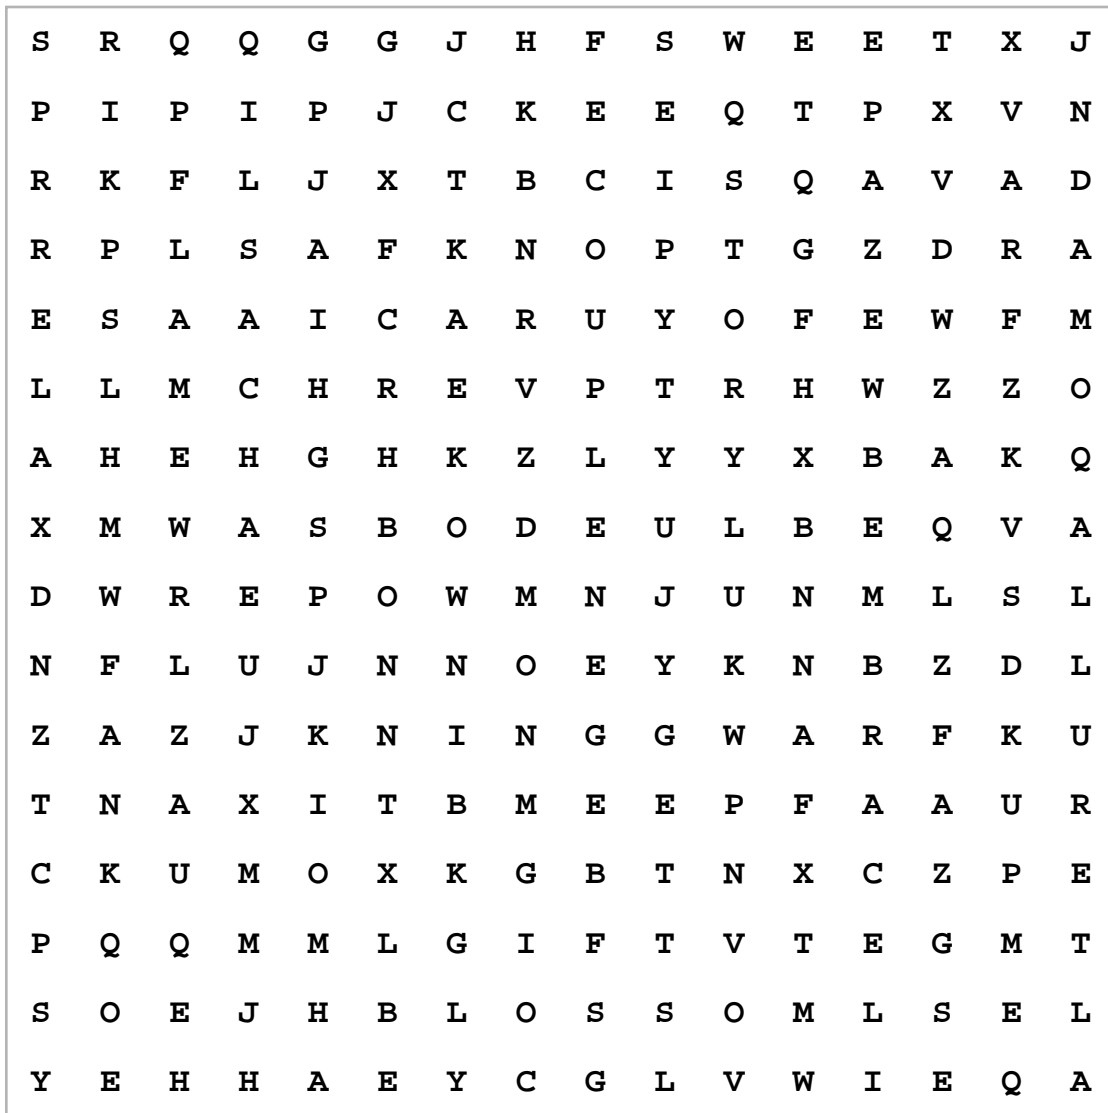 S R Q Q G G J H F S W E E T X J
P I P I P J C K E E Q T P X V N
R K F L J X T B C I S Q A V A D
R P L S A F K N O P T G Z D R A
E S A A I C A R U Y O F E W F M
L L M C H R E V P T R H W Z Z O
A H E H G H K Z L Y Y X B A K Q
X M W A S B O D E U L B E Q V A
D W R E P O W M N J U N M L S L
N F L U J N N O E Y K N B Z D L
Z A Z J K N I N G G W A R F K U
T N A X I T B M E E P F A A U R
C K U M O X K G B T N X C Z P E
P Q Q M M L G I F T V T E G M T
S O E J H B L O S S O M L S E L
Y E H H A E Y C G L V W I E Q A